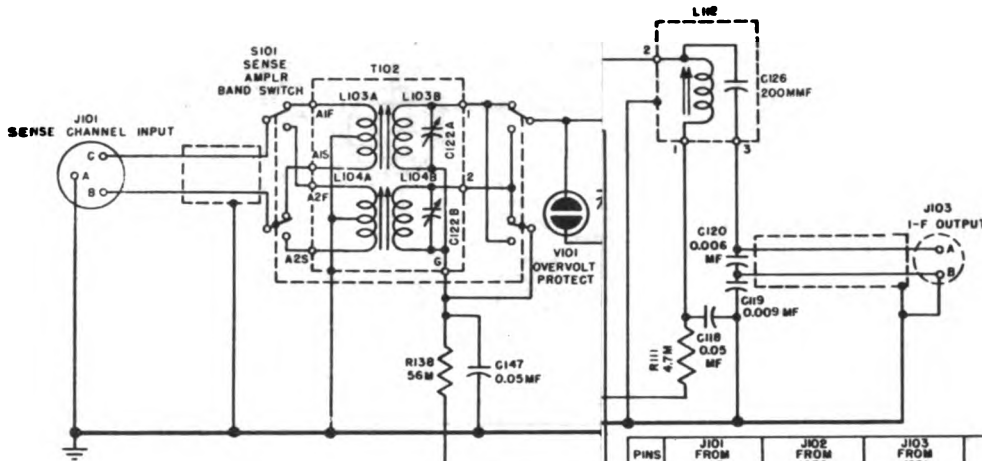 S101
SENSE
AMPLR
BAND SWITCH
T102
L103A
L103B
A1F
1
C122A
J101
SENSE CHANNEL INPUT
C
A
B
A1S
A2F
L104A
L104B
2
C122B
A2S
G
V101
OVERVOLT
PROTECT
R138
56M
C147
0.05MF
L112
2
C126
200MMF
1
3
J103
I-F OUTPUT
C120
0.006
MF
A
B
C119
0.009 MF
C118
0.05
MF
R111
4.7M
PINS
J101
FROM
J102
FROM
J103
FROM